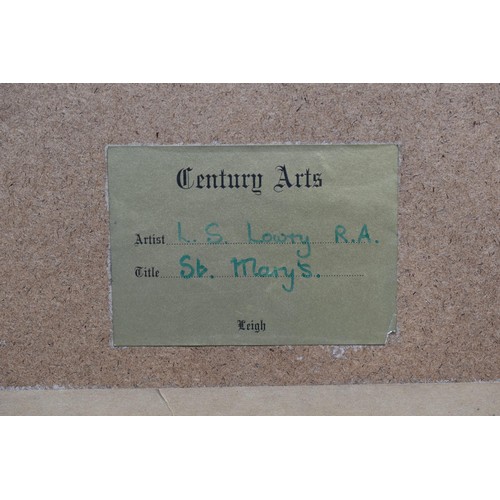 Century Arts
Artist L. S. Lowry R.A.
Title St. Mary's.
Leigh